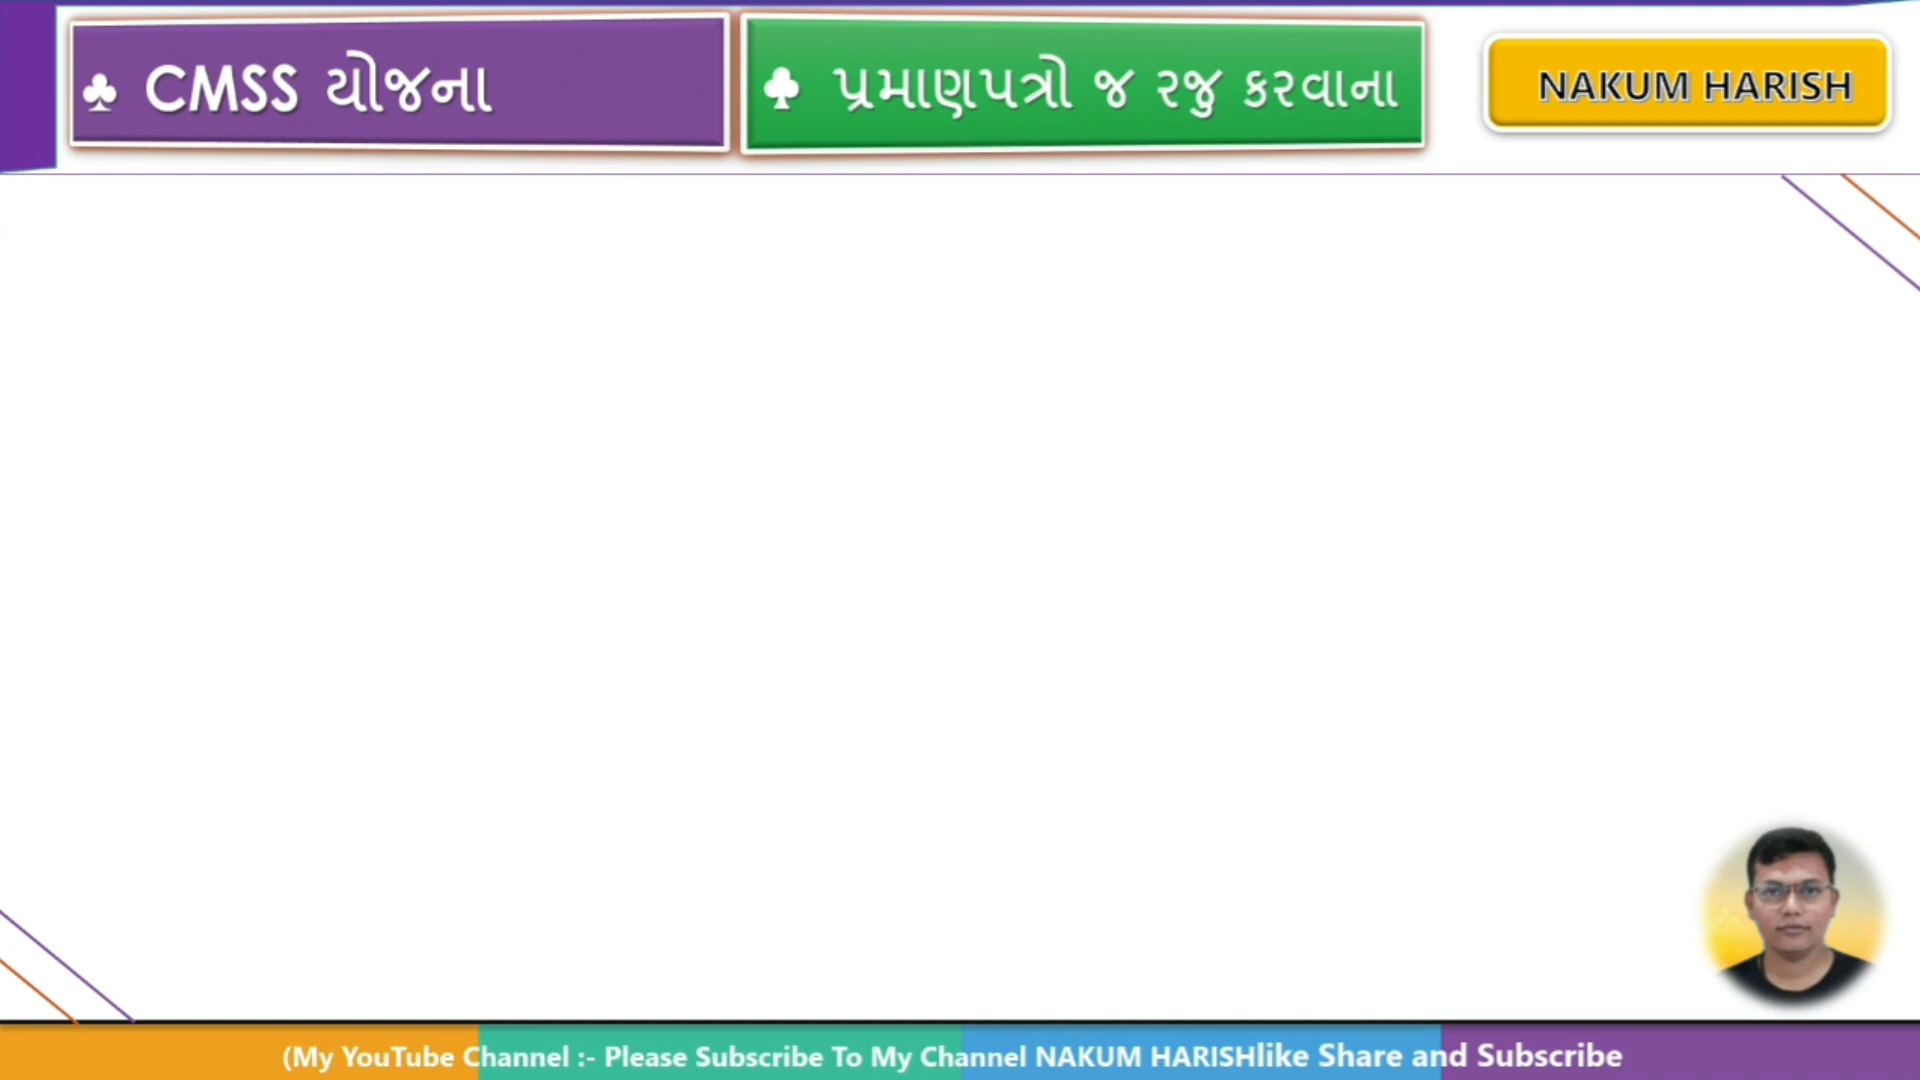 ♣ CMSS યોજના
♣ પ્રમાણપત્રો જ રજુ કરવાના
NAKUM HARISH
(My YouTube Channel :- Please Subscribe To My Channel NAKUM HARISHlike Share and Subscribe